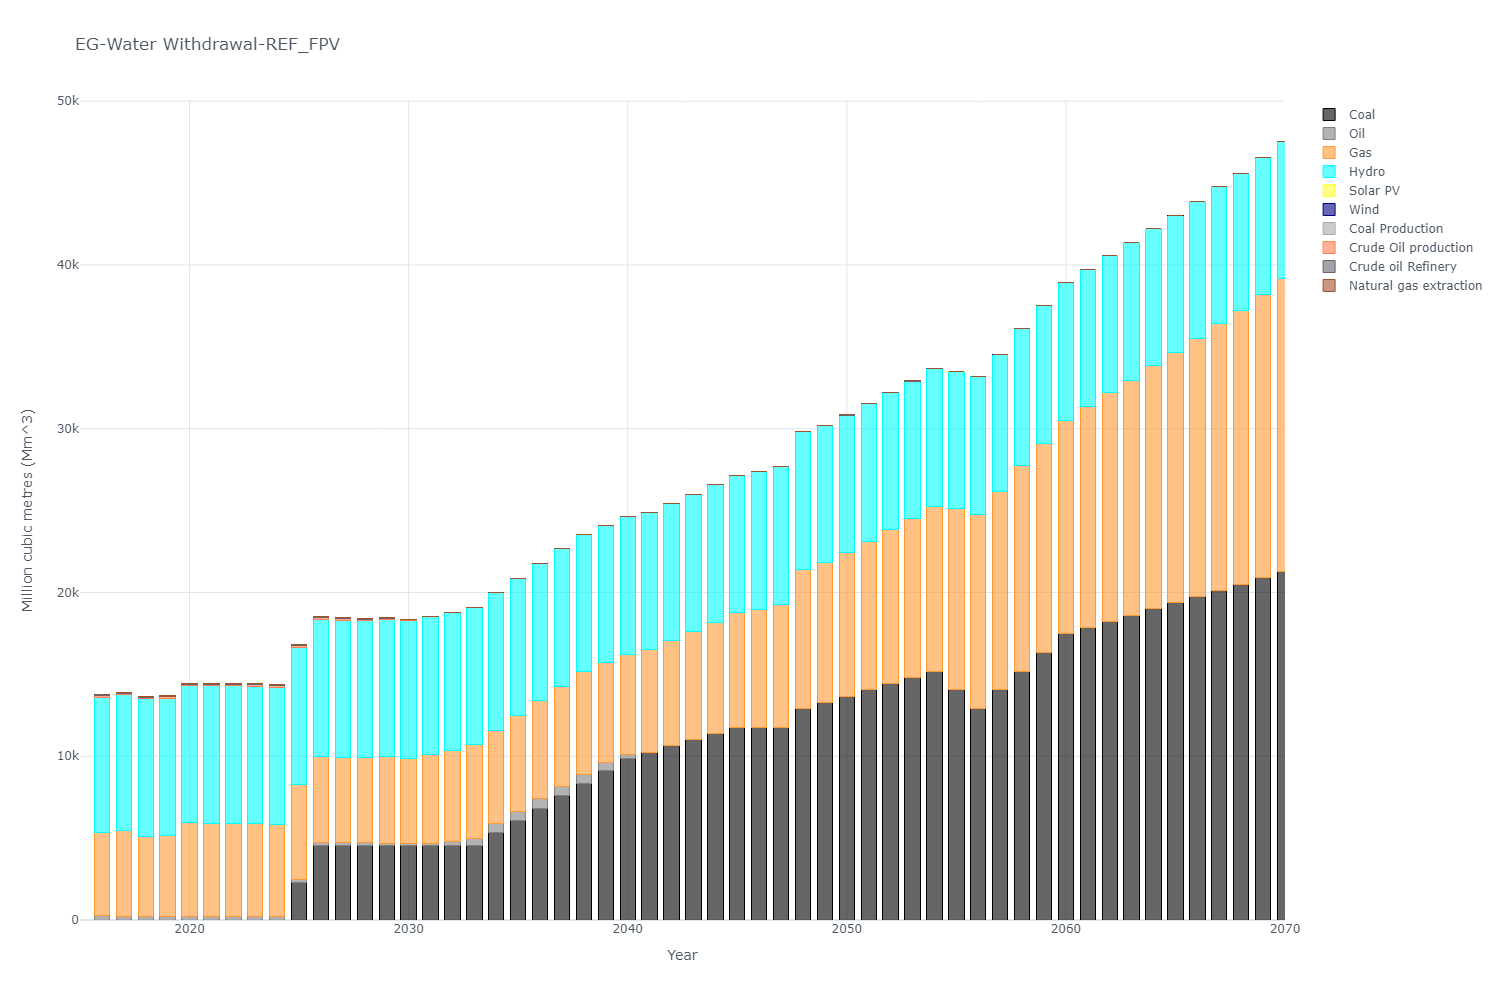 EG-Water Withdrawal-REF_FPV
50k
40k
30k
20k
10k
0
Million cubic metres (Mm^3)
2020
2030
2040
2050
2060
2070
Year
Coal
Oil
Gas
Hydro
Solar PV
Wind
Coal Production
Crude Oil production
Crude oil Refinery
Natural gas extraction